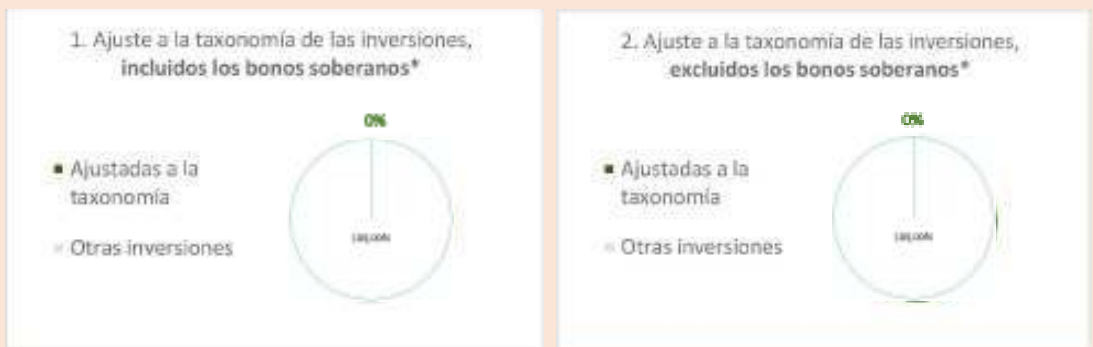 1. Ajuste a la taxonomía de las inversiones,
incluidos los bonos soberanos*
0%
Ajustadas a la
taxonomía
Otras inversiones
2. Ajuste a la taxonomía de las inversiones,
excluidos los bonos soberanos*
0%
Ajustadas a la
taxonomía
Otras inversiones